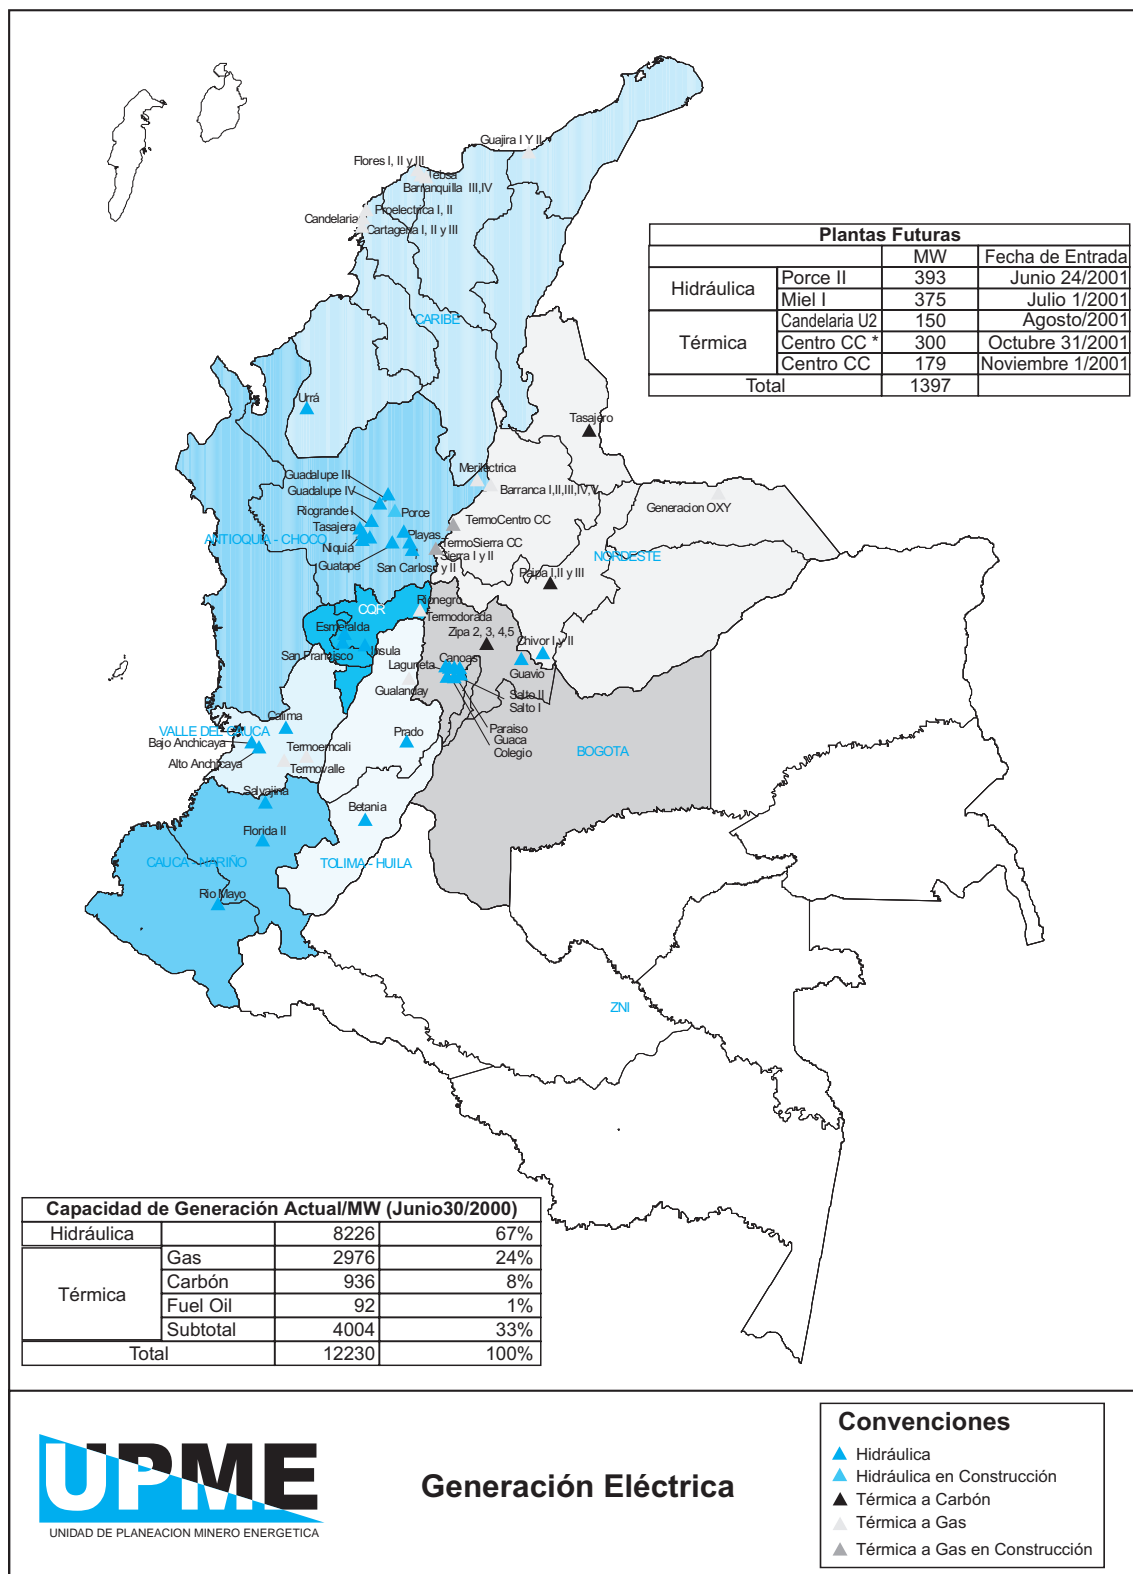 Guajira I Y II
Flores I, II y III
Tebsa
Barranquilla III,IV
Proelectrica I, II
Candelaria
Cartagena I, II y III
CARIBE
Plantas Futuras
MW Fecha de Entrada
Hidráulica Porce II 393 Junio 24/2001
Miel I 375 Julio 1/2001
Térmica Candelaria U2 150 Agosto/2001
Centro CC * 300 Octubre 31/2001
Centro CC 179 Noviembre 1/2001
Total 1397
Urrá
Tasajero
Merilectrica
Guadalupe III
Barranca I,II,III,IV,V
Guadalupe IV
Generacion OXY
Riogrande I
Porce
TermoCentro CC
Tasajera
Playas
ANTIOQUIA - CHOCO
TermoSierra CC
Niquia
Sierra I y II
NORDESTE
Guatape
San Carlos I y II
Paipa I,II y III
Rionegro
CQR
Termodorada
Esmeralda
Zipa 2, 3, 4,5
Chivor I y II
San Francisco
Insula
Canoas
Laguneta
Guavio
Gualanday
Salto II
Salto I
Calima
Paraiso
VALLE DEL CAUCA
Prado
Guaca
Bajo Anchicaya
Termoemcali
Colegio
BOGOTA
Alto Anchicaya
Termovalle
Salvajina
Betania
Florida II
CAUCA - NARIÑO
TOLIMA - HUILA
Rio Mayo
ZNI
Capacidad de Generación Actual/MW (Junio30/2000)
Hidráulica 8226 67%
Térmica Gas 2976 24%
Carbón 936 8%
Fuel Oil 92 1%
Subtotal 4004 33%
Total 12230 100%
UPME
UNIDAD DE PLANEACION MINERO ENERGETICA
Generación Eléctrica
Convenciones
Hidráulica
Hidráulica en Construcción
Térmica a Carbón
Térmica a Gas
Térmica a Gas en Construcción